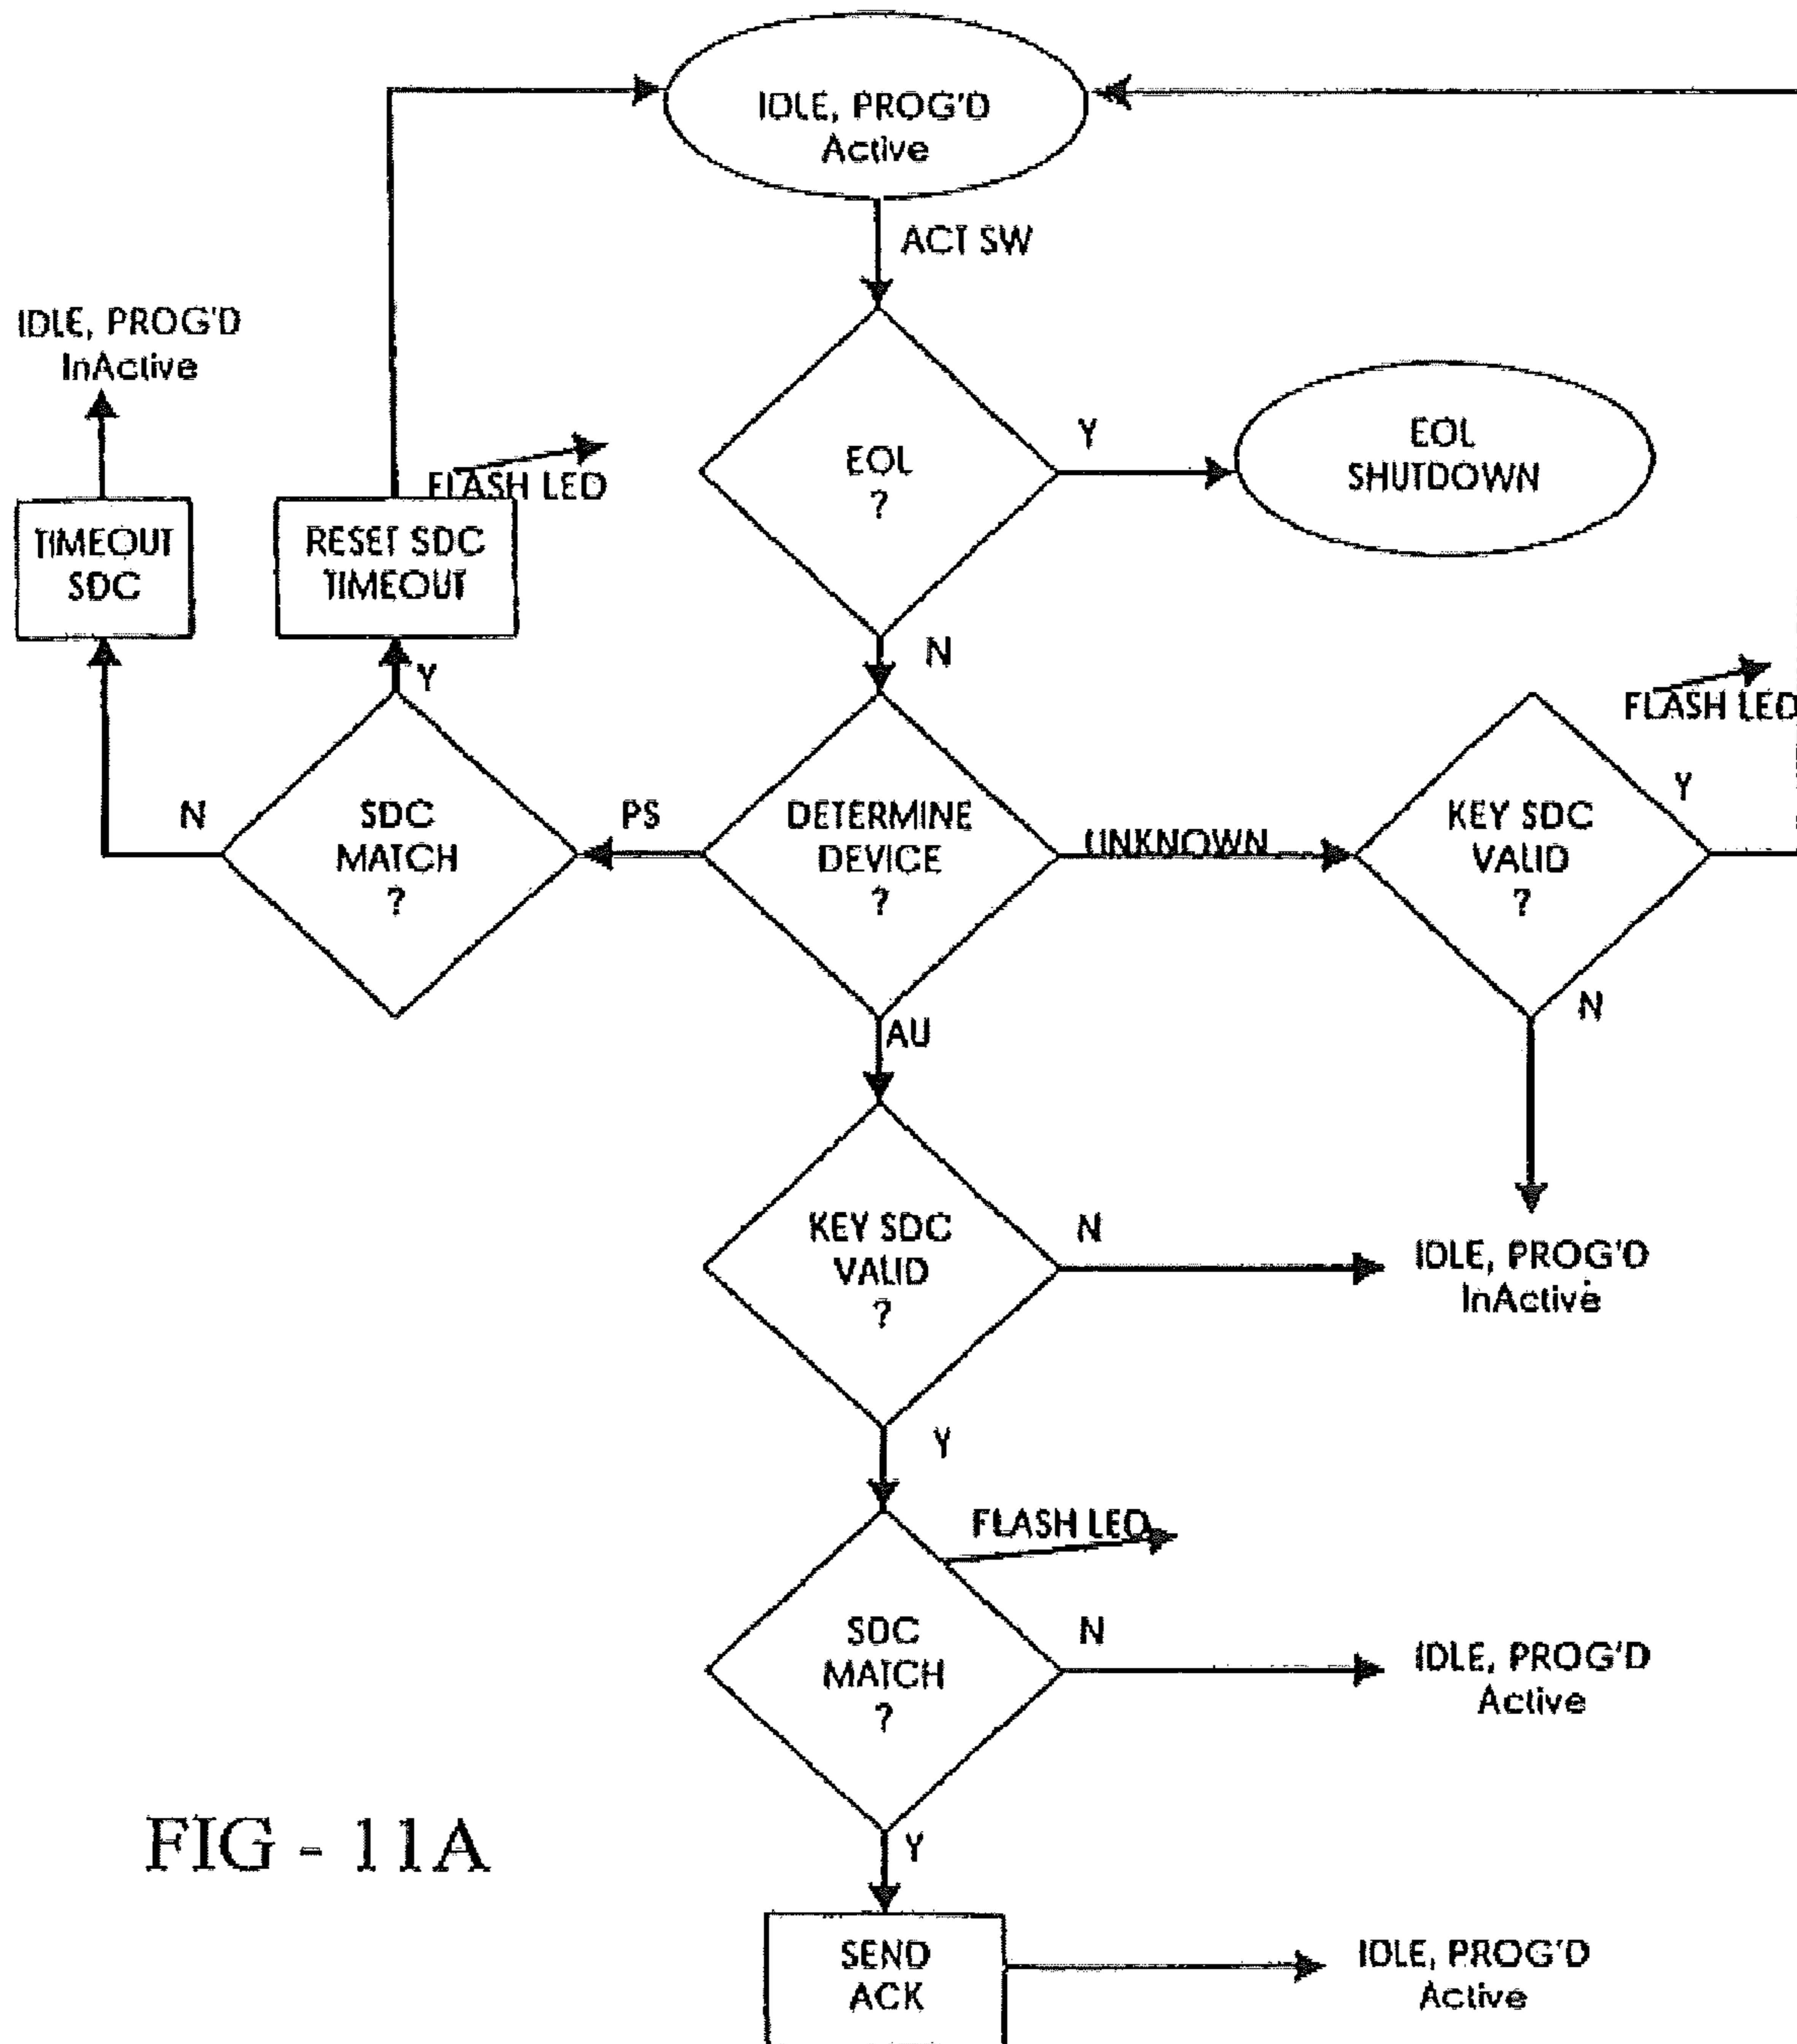 IDLE, PROG'D
Active
ACT SW
IDLE, PROG'D
InActive
EOL
?
Y
EOL
SHUTDOWN
FLASH LED
TIMEOUT
SDC
RESET SDC
TIMEOUT
N
Y
FLASH LED
N
SDC
MATCH
?
PS
DETERMINE
DEVICE
?
UNKNOWN
KEY SDC
VALID
?
Y
N
AU
KEY SDC
VALID
?
N
IDLE, PROG'D
InActive
Y
FLASH LED
SDC
MATCH
?
N
IDLE, PROG'D
Active
Y
FIG - 11A
SEND
ACK
IDLE, PROG'D
Active